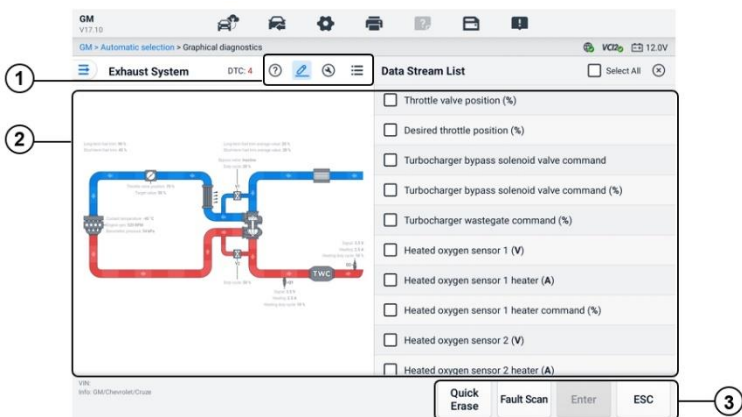 GM
V17.10
GM > Automatic selection > Graphical diagnostics
VCI2 12.0V
Exhaust System
DTC: 4
Data Stream List
Select All
1
2
Throttle valve position (%)
Desired throttle position (%)
Turbocharger bypass solenoid valve command
Turbocharger bypass solenoid valve command (%)
Turbocharger wastegate command (%)
Heated oxygen sensor 1 (V)
Heated oxygen sensor 1 heater (A)
Heated oxygen sensor 1 heater command (%)
Heated oxygen sensor 2 (V)
Heated oxygen sensor 2 heater (A)
TWC
VIN:
Info: GM/Chevrolet/Cruze
Quick
Erase
Fault Scan
Enter
ESC
3